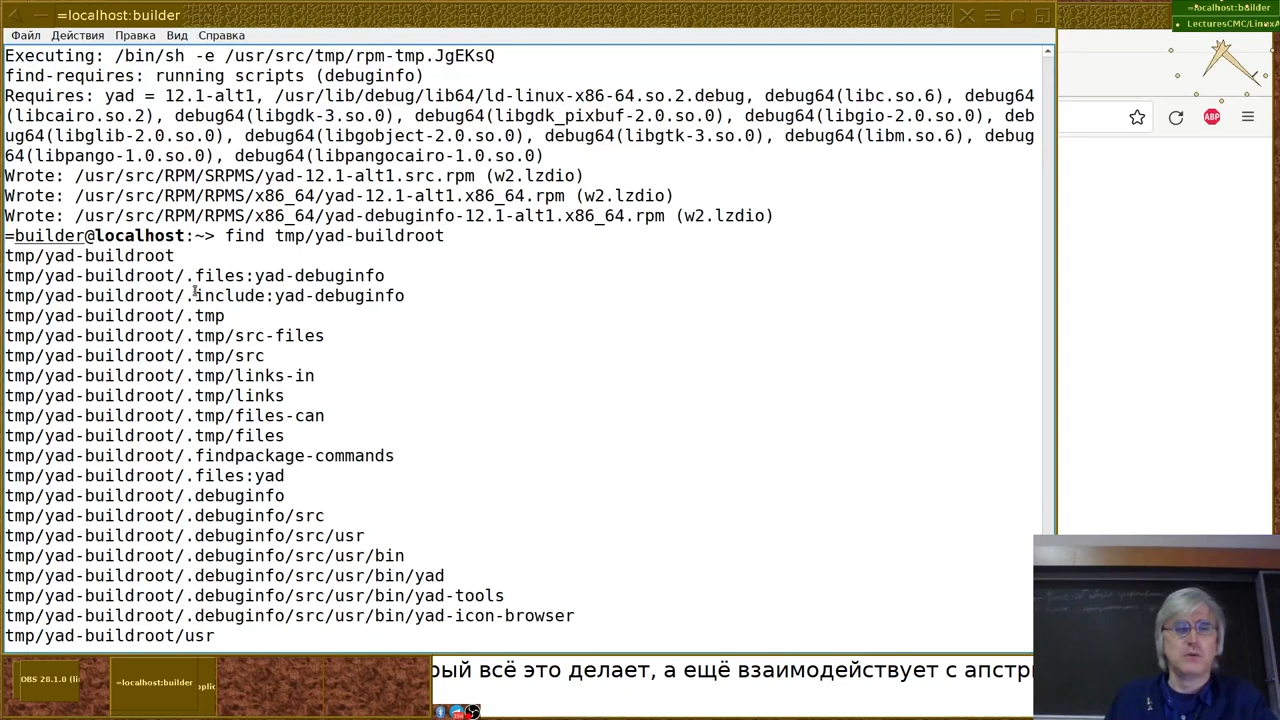 =localhost:builder
=localhost:builder
LecturesCMC/LinuxA
Файл Действия Правка Вид Справка
Executing: /bin/sh -e /usr/src/tmp/rpm-tmp.JgEKsQ
find-requires: running scripts (debuginfo)
Requires: yad = 12.1-alt1, /usr/lib/debug/lib64/ld-linux-x86-64.so.2.debug, debug64
(libcairo.so.2), debug64(libgdk-3.so.0), debug64(libgdk_pixbuf-2.0.so.0), debug64(libgio-2.0.so.0), deb
ug64(libglib-2.0.so.0), debug64(libgobject-2.0.so.0), debug64(libgtk-3.so.0), debug64(libm.so.6), debug
64(libpango-1.0.so.0), debug64(libpangocairo-1.0.so.0)
Wrote: /usr/src/RPM/SRPMS/yad-12.1-alt1.src.rpm (w2.lzdio)
Wrote: /usr/src/RPM/RPMS/x86_64/yad-12.1-alt1.x86_64.rpm (w2.lzdio)
Wrote: /usr/src/RPM/RPMS/x86_64/yad-debuginfo-12.1-alt1.x86_64.rpm (w2.lzdio)
=builder@localhost:~> find tmp/yad-buildroot
tmp/yad-buildroot
tmp/yad-buildroot/.files:yad-debuginfo
tmp/yad-buildroot/.include:yad-debuginfo
tmp/yad-buildroot/.tmp
tmp/yad-buildroot/.tmp/src-files
tmp/yad-buildroot/.tmp/src
tmp/yad-buildroot/.tmp/links-in
tmp/yad-buildroot/.tmp/links
tmp/yad-buildroot/.tmp/files-can
tmp/yad-buildroot/.tmp/files
tmp/yad-buildroot/.findpackage-commands
tmp/yad-buildroot/.files:yad
tmp/yad-buildroot/.debuginfo
tmp/yad-buildroot/.debuginfo/src
tmp/yad-buildroot/.debuginfo/src/usr
tmp/yad-buildroot/.debuginfo/src/usr/bin
tmp/yad-buildroot/.debuginfo/src/usr/bin/yad
tmp/yad-buildroot/.debuginfo/src/usr/bin/yad-tools
tmp/yad-buildroot/.debuginfo/src/usr/bin/yad-icon-browser
tmp/yad-buildroot/usr
ABP
OBS 28.1.0 (li
=localhost:builder
рый всё это делает, а ещё взаимодействует с апстр